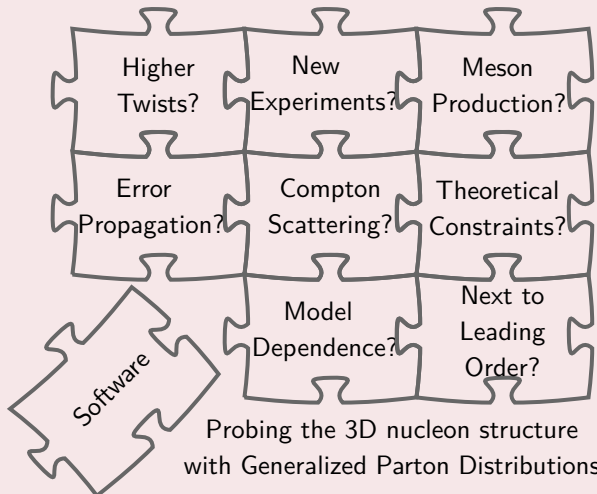 Higher
Twists?
New
Experiments?
Meson
Production?
Error
Propagation?
Compton
Scattering?
Theoretical
Constraints?
Model
Dependence?
Next to
Leading
Order?
Software
Probing the 3D nucleon structure
with Generalized Parton Distributions